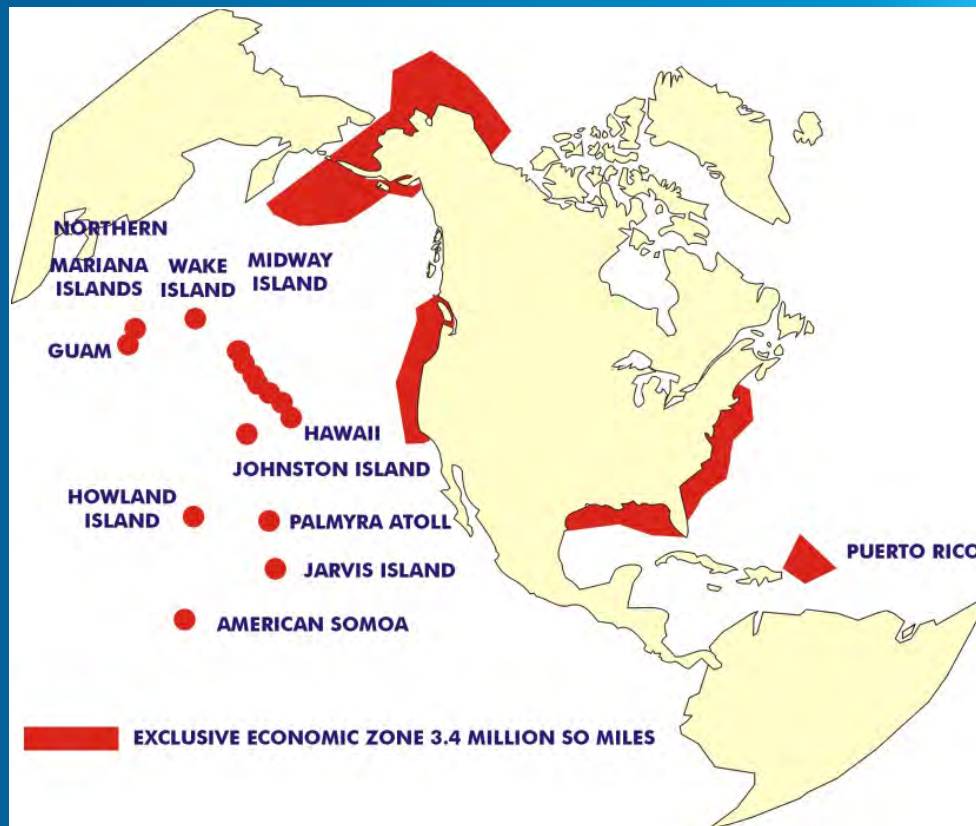 NORTHERN
MARIANA
ISLANDS
WAKE
ISLAND
MIDWAY
ISLAND
GUAM
HAWAII
JOHNSTON ISLAND
HOWLAND
ISLAND
PALMYRA ATOLL
JARVIS ISLAND
PUERTO RICO
AMERICAN SOMOA
EXCLUSIVE ECONOMIC ZONE 3.4 MILLION SO MILES